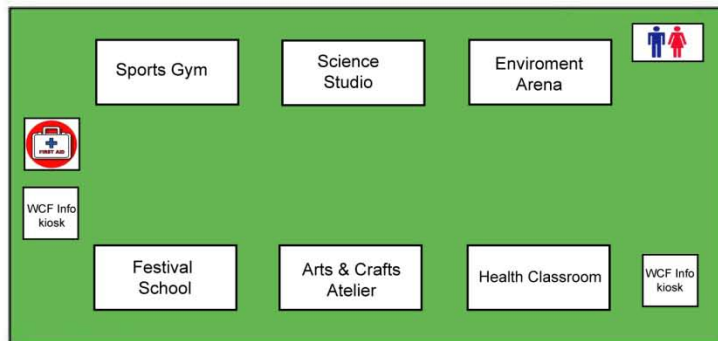 Sports Gym
Science
Studio
Enviroment
Arena
FIRST AID
WCF Info
kiosk
Festival
School
Arts & Crafts
Atelier
Health Classroom
WCF Info
kiosk